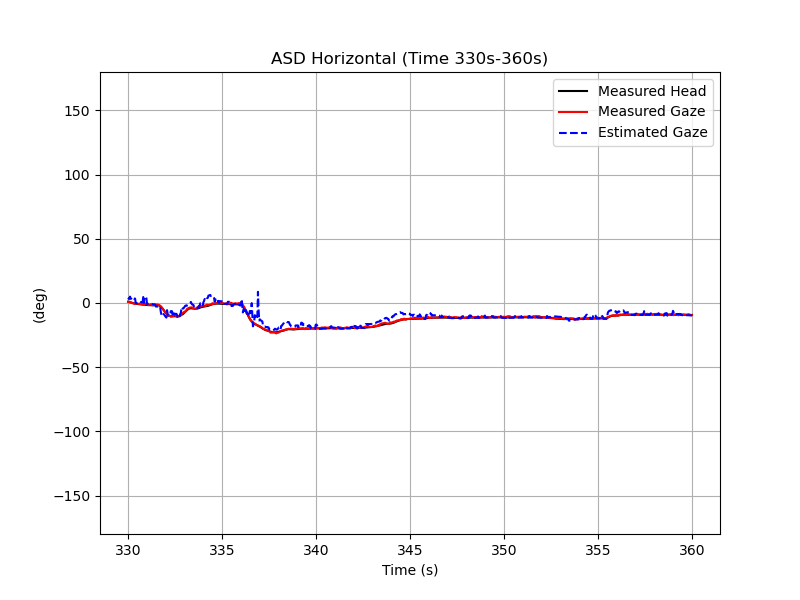 ASD Horizontal (Time 330s-360s)
Measured Head
Measured Gaze
Estimated Gaze
150
100
50
0
−50
−100
−150
(deg)
330
335
340
345
350
355
360
Time (s)